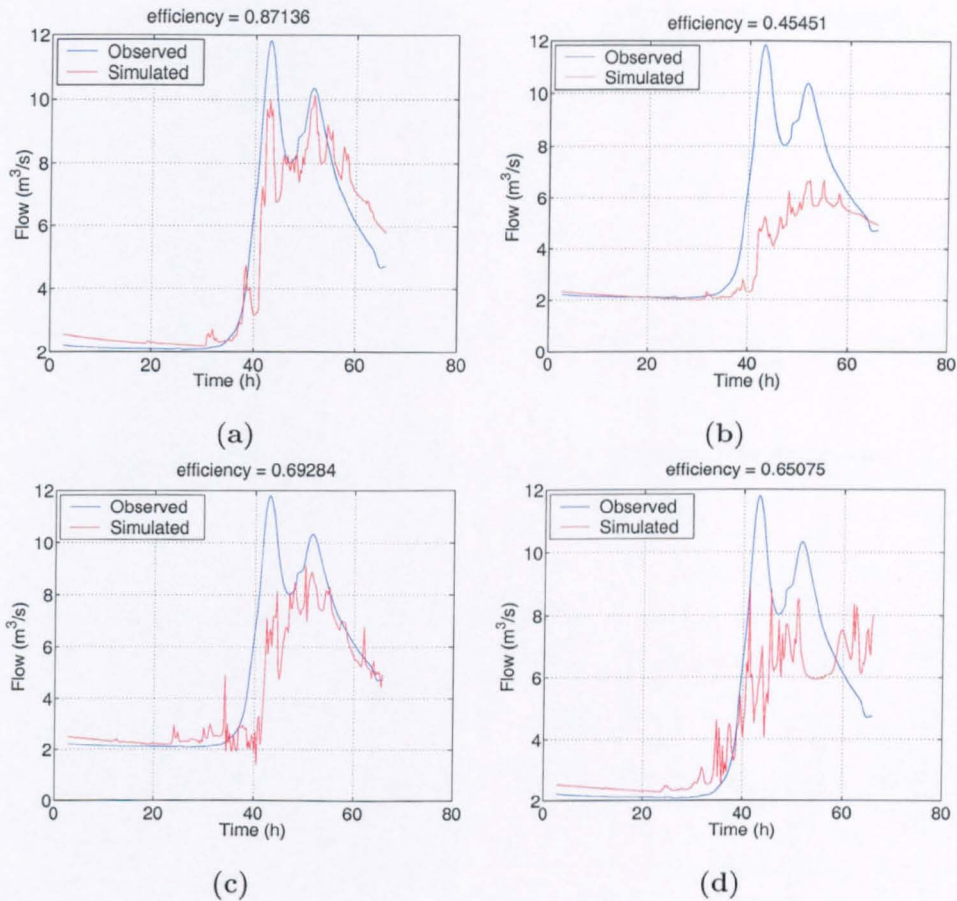 efficiency = 0.87136
Observed
Simulated
12
10
8
6
4
2
Flow (m³/s)
0
20
40
60
80
Time (h)
(a)
efficiency = 0.45451
Observed
Simulated
12
10
8
6
4
2
0
Flow (m³/s)
0
20
40
60
80
Time (h)
(b)
efficiency = 0.69284
Observed
Simulated
12
10
8
6
4
2
0
Flow (m³/s)
0
20
40
60
80
Time (h)
(c)
efficiency = 0.65075
Observed
Simulated
12
10
8
6
4
2
Flow (m³/s)
0
20
40
60
80
Time (h)
(d)